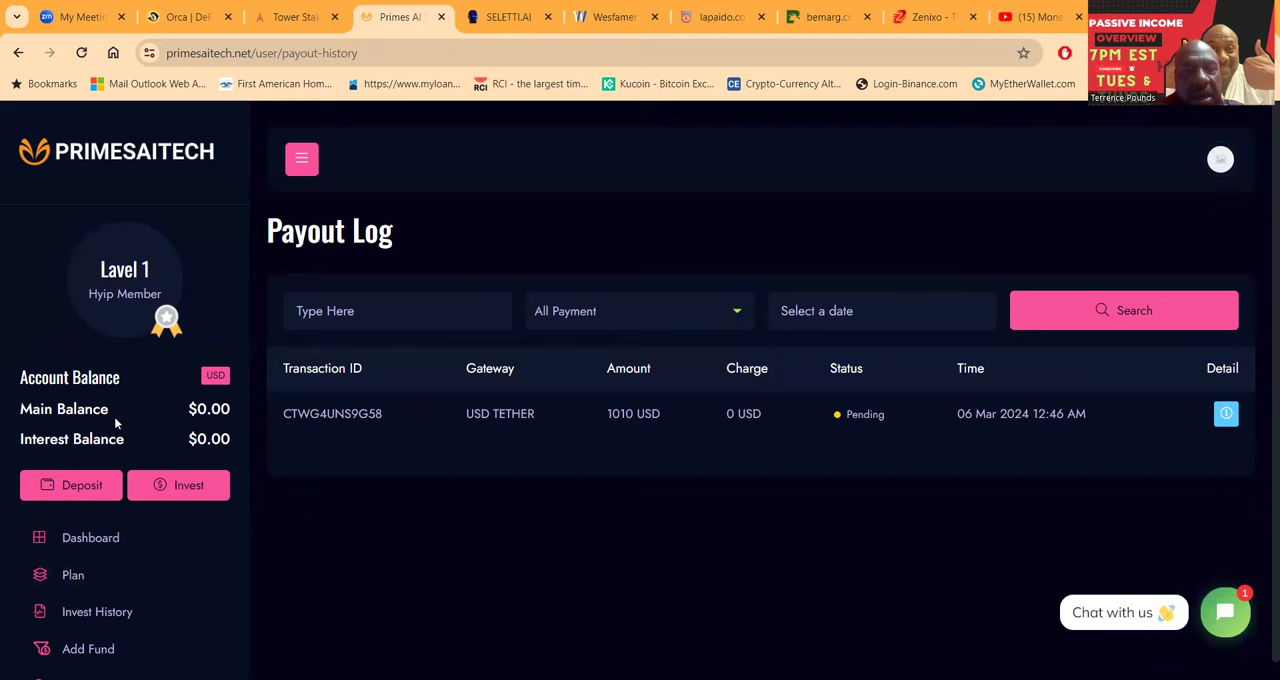 My Meetin
Orca | DeF
Tower Stak
Primes AI T
SELETTI.AI
Wesfamer
lapaido.co
bemarg.cc
Zenixo - T
(15) Mone
primesaitech.net/user/payout-history
Bookmarks
Mail Outlook Web A...
First American Hom...
https://www.myloan...
RCI
RCI - the largest tim...
Kucoin - Bitcoin Exc...
CE
Crypto-Currency Alt...
Login-Binance.com
MyEtherWallet.com
PASSIVE INCOME
OVERVIEW
7PM EST
TUES &
Terrence Pounds
PRIMESAITECH
Payout Log
Lavel 1
Hyip Member
Type Here
All Payment
Select a date
Search
Transaction ID Gateway Amount Charge Status Time Detail
CTWG4UNS9G58 USD TETHER 1010 USD 0 USD Pending 06 Mar 2024 12:46 AM
Account Balance USD
Main Balance $0.00
Interest Balance $0.00
Deposit
Invest
Dashboard
Plan
Invest History
Add Fund
Chat with us 👋
1